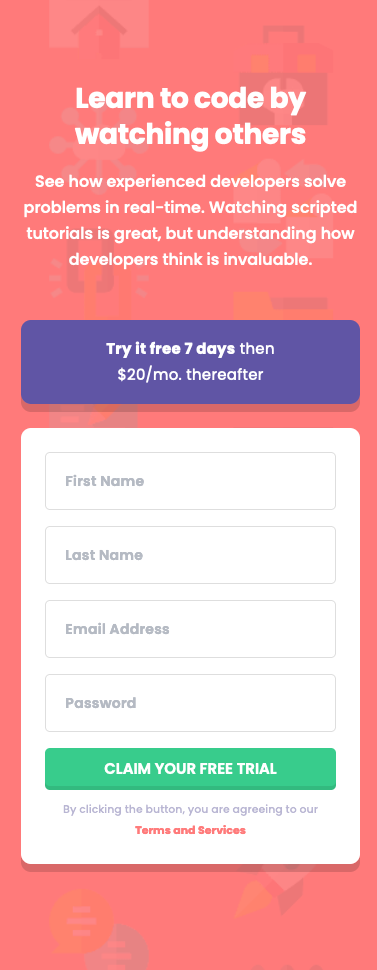 Learn to code by
watching others
See how experienced developers solve
problems in real-time. Watching scripted
tutorials is great, but understanding how
developers think is invaluable.
Try it free 7 days then
$20/mo. thereafter
First Name
Last Name
Email Address
Password
CLAIM YOUR FREE TRIAL
By clicking the button, you are agreeing to our
Terms and Services